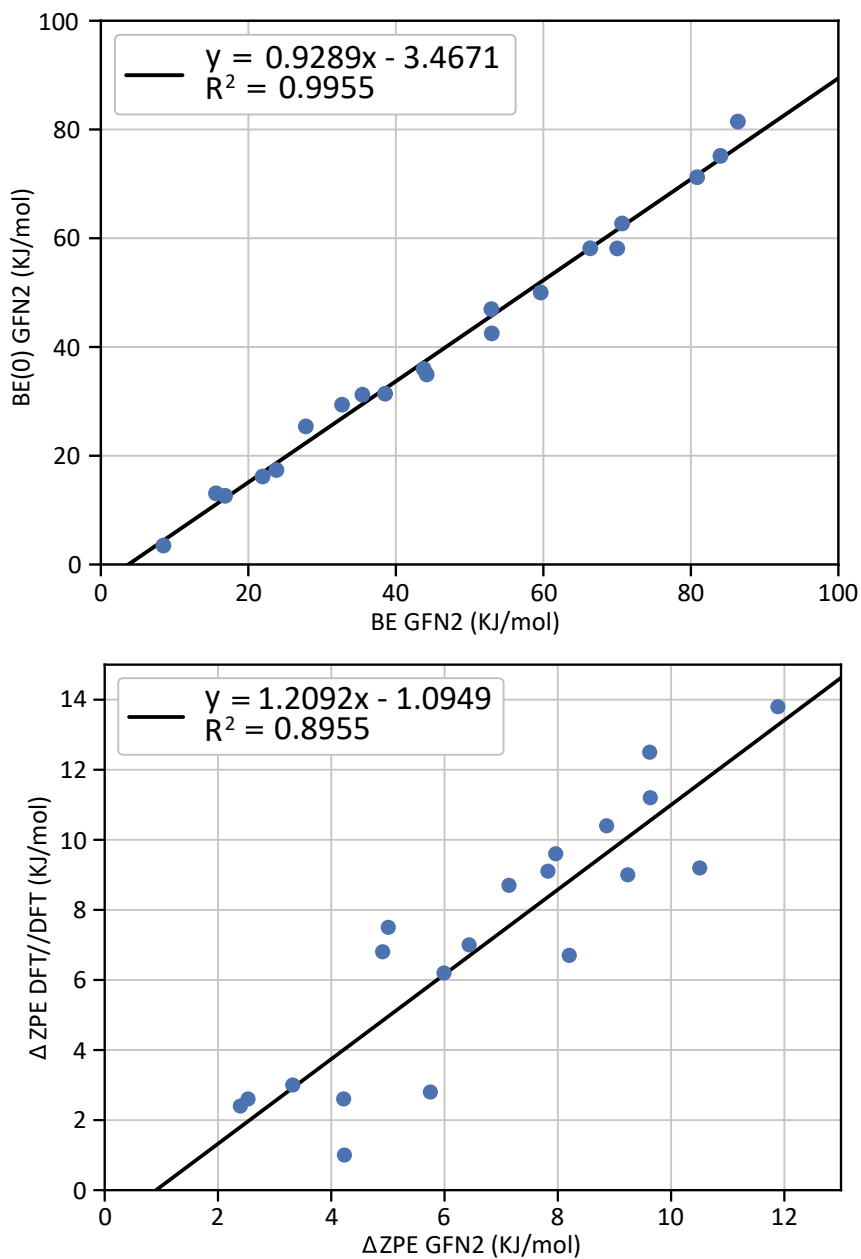 100
80
60
40
20
0
BE(0) GFN2 (KJ/mol)
y = 0.9289x - 3.4671
R² = 0.9955
0 20 40 60 80 100
BE GFN2 (KJ/mol)
14
12
10
8
6
4
2
0
Δ ZPE DFT//DFT (KJ/mol)
y = 1.2092x - 1.0949
R² = 0.8955
0 2 4 6 8 10 12
ΔZPE GFN2 (KJ/mol)